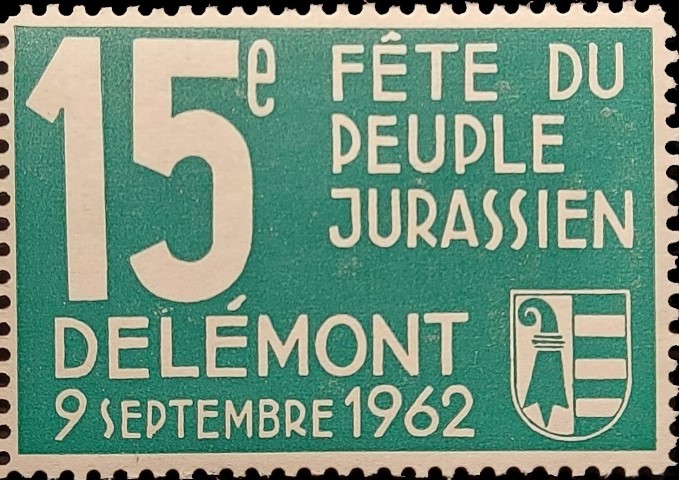 15e FÊTE DU
PEUPLE
JURASSIEN
DELÉMONT
9 SEPTEMBRE 1962